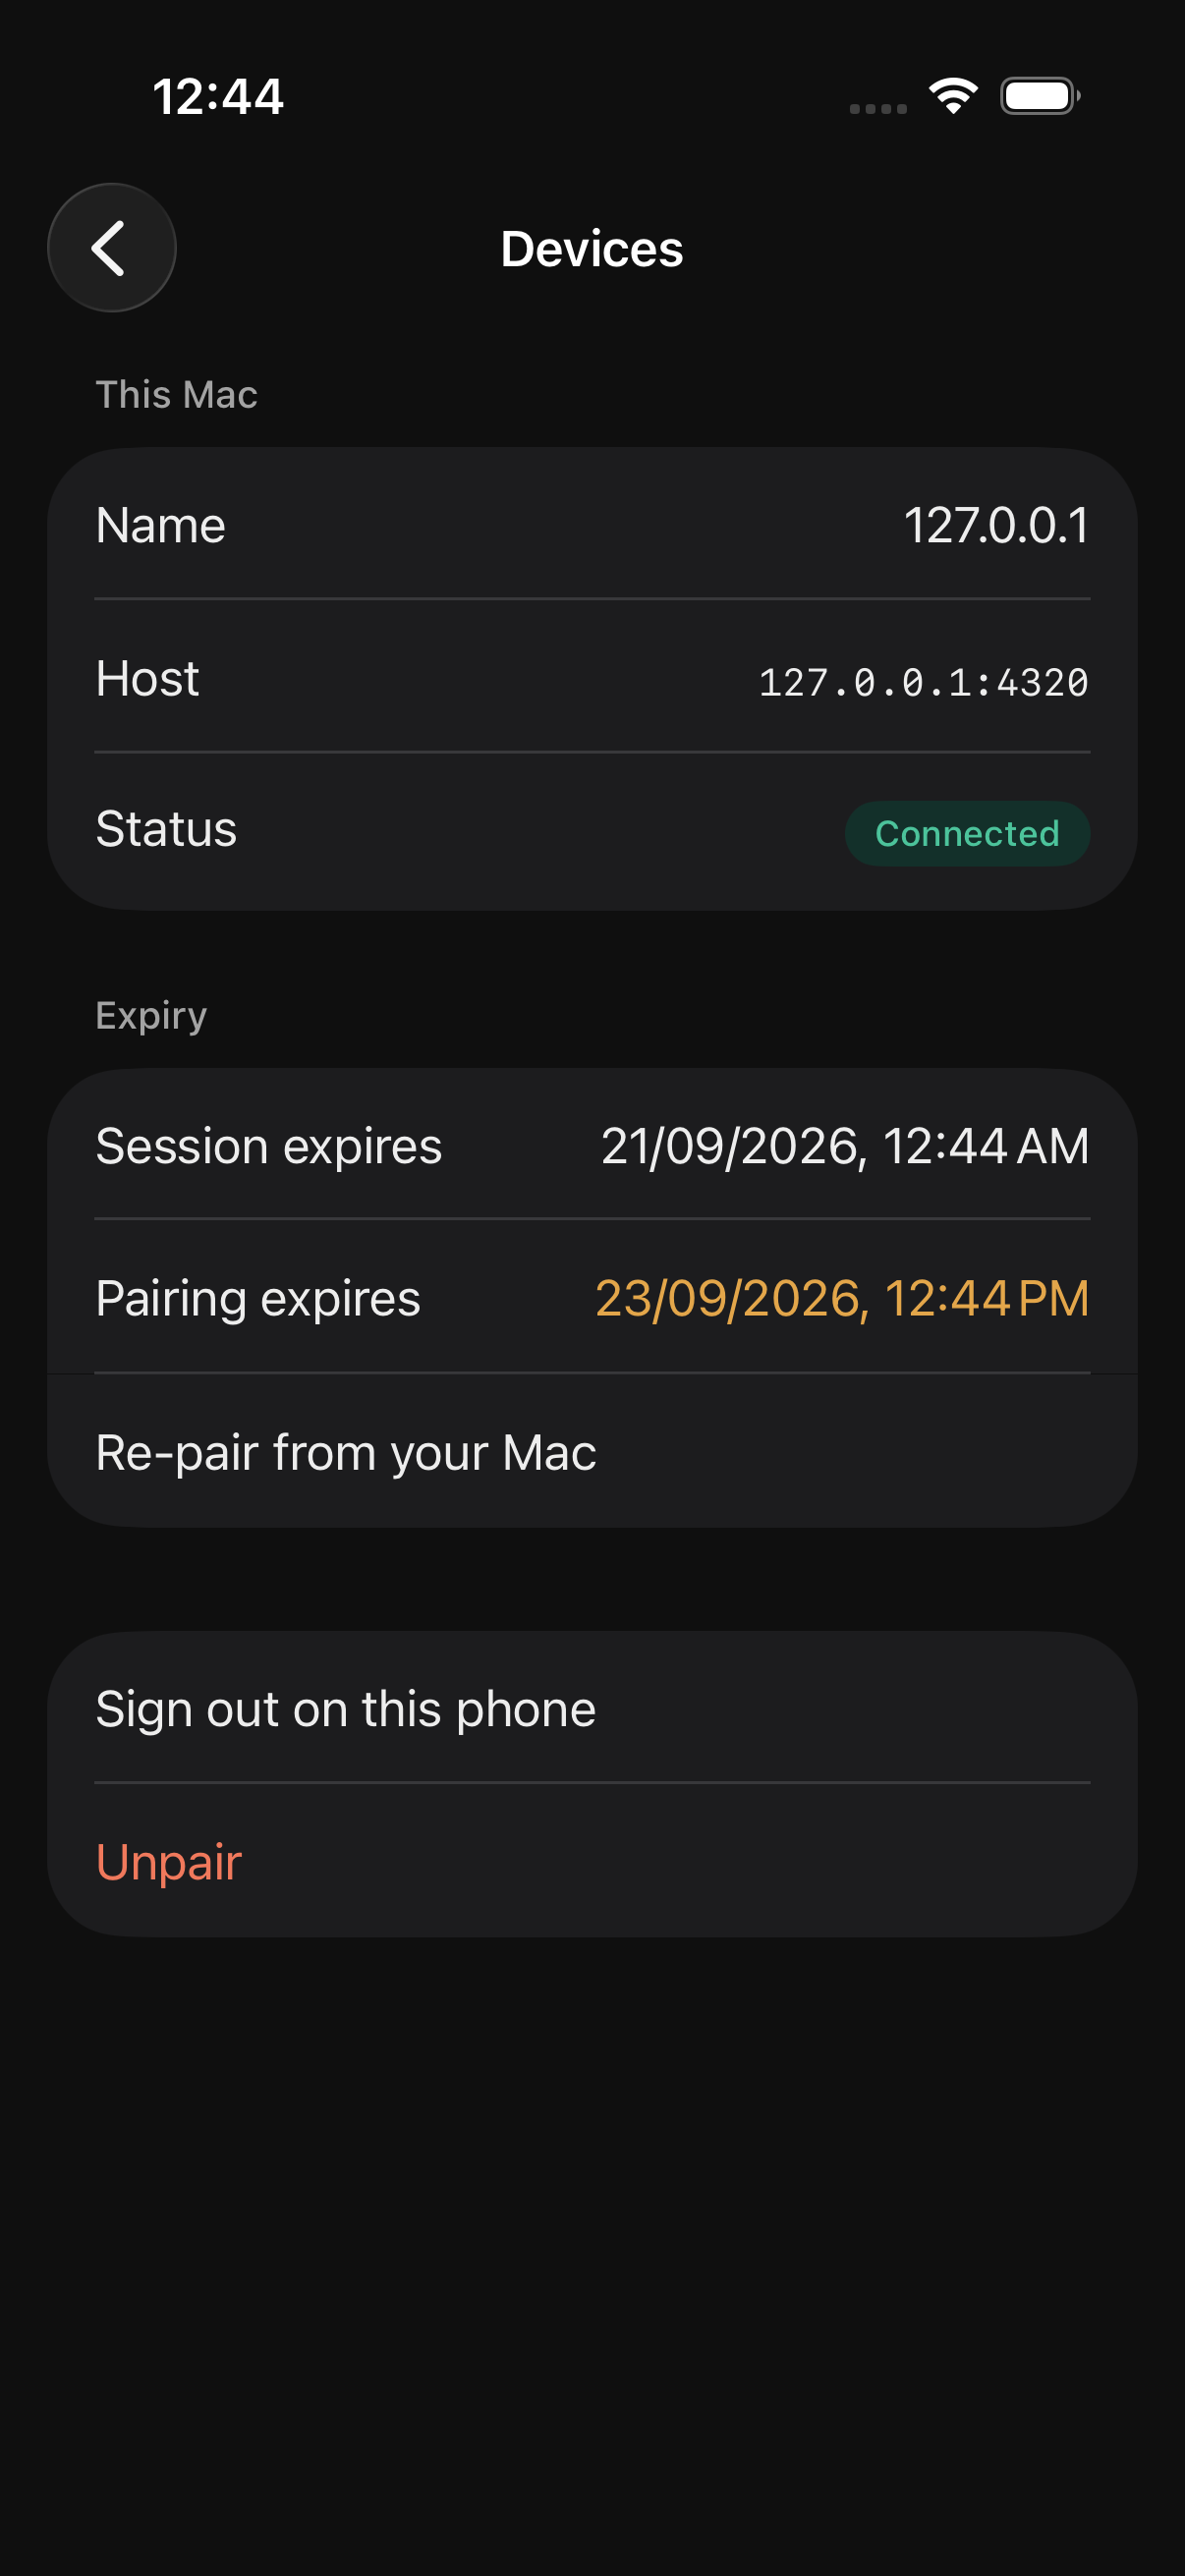 12:44
Devices
This Mac
Name 127.0.0.1
Host 127.0.0.1:4320
Status Connected
Expiry
Session expires 21/09/2026, 12:44 AM
Pairing expires 23/09/2026, 12:44 PM
Re-pair from your Mac
Sign out on this phone
Unpair